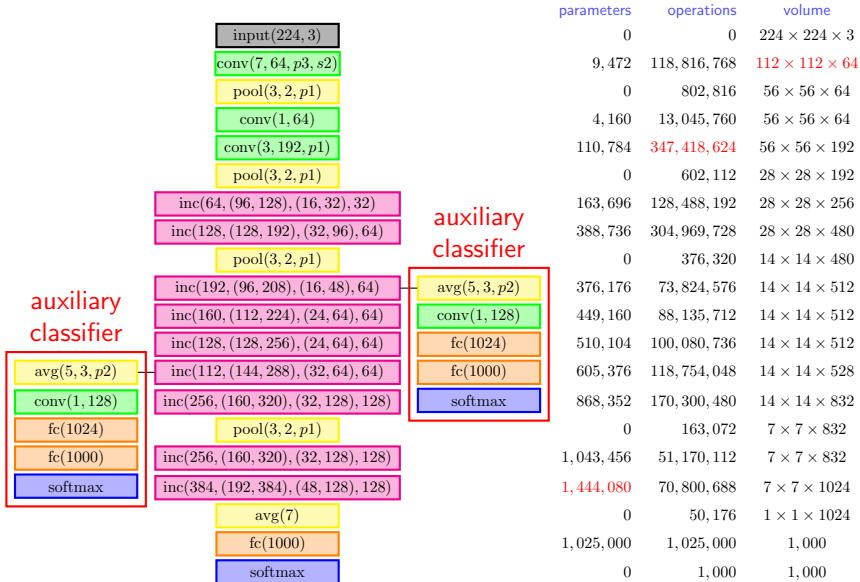 parameters operations volume
input(224, 3) 0 0 224 × 224 × 3
conv(7, 64, p3, s2) 9, 472 118, 816, 768 112 × 112 × 64
pool(3, 2, p1) 0 802, 816 56 × 56 × 64
conv(1, 64) 4, 160 13, 045, 760 56 × 56 × 64
conv(3, 192, p1) 110, 784 347, 418, 624 56 × 56 × 192
pool(3, 2, p1) 0 602, 112 28 × 28 × 192
inc(64, (96, 128), (16, 32), 32) 163, 696 128, 488, 192 28 × 28 × 256
auxiliary
inc(128, (128, 192), (32, 96), 64) 388, 736 304, 969, 728 28 × 28 × 480
classifier
pool(3, 2, p1) 0 376, 320 14 × 14 × 480
inc(192, (96, 208), (16, 48), 64) avg(5, 3, p2) 376, 176 73, 824, 576 14 × 14 × 512
auxiliary
inc(160, (112, 224), (24, 64), 64) conv(1, 128) 449, 160 88, 135, 712 14 × 14 × 512
classifier
inc(128, (128, 256), (24, 64), 64) fc(1024) 510, 104 100, 080, 736 14 × 14 × 512
avg(5, 3, p2) inc(112, (144, 288), (32, 64), 64) fc(1000) 605, 376 118, 754, 048 14 × 14 × 528
conv(1, 128) inc(256, (160, 320), (32, 128), 128) softmax 868, 352 170, 300, 480 14 × 14 × 832
fc(1024) pool(3, 2, p1) 0 163, 072 7 × 7 × 832
fc(1000) inc(256, (160, 320), (32, 128), 128) 1, 043, 456 51, 170, 112 7 × 7 × 832
softmax inc(384, (192, 384), (48, 128), 128) 1, 444, 080 70, 800, 688 7 × 7 × 1024
avg(7) 0 50, 176 1 × 1 × 1024
fc(1000) 1, 025, 000 1, 025, 000 1, 000
softmax 0 1, 000 1, 000